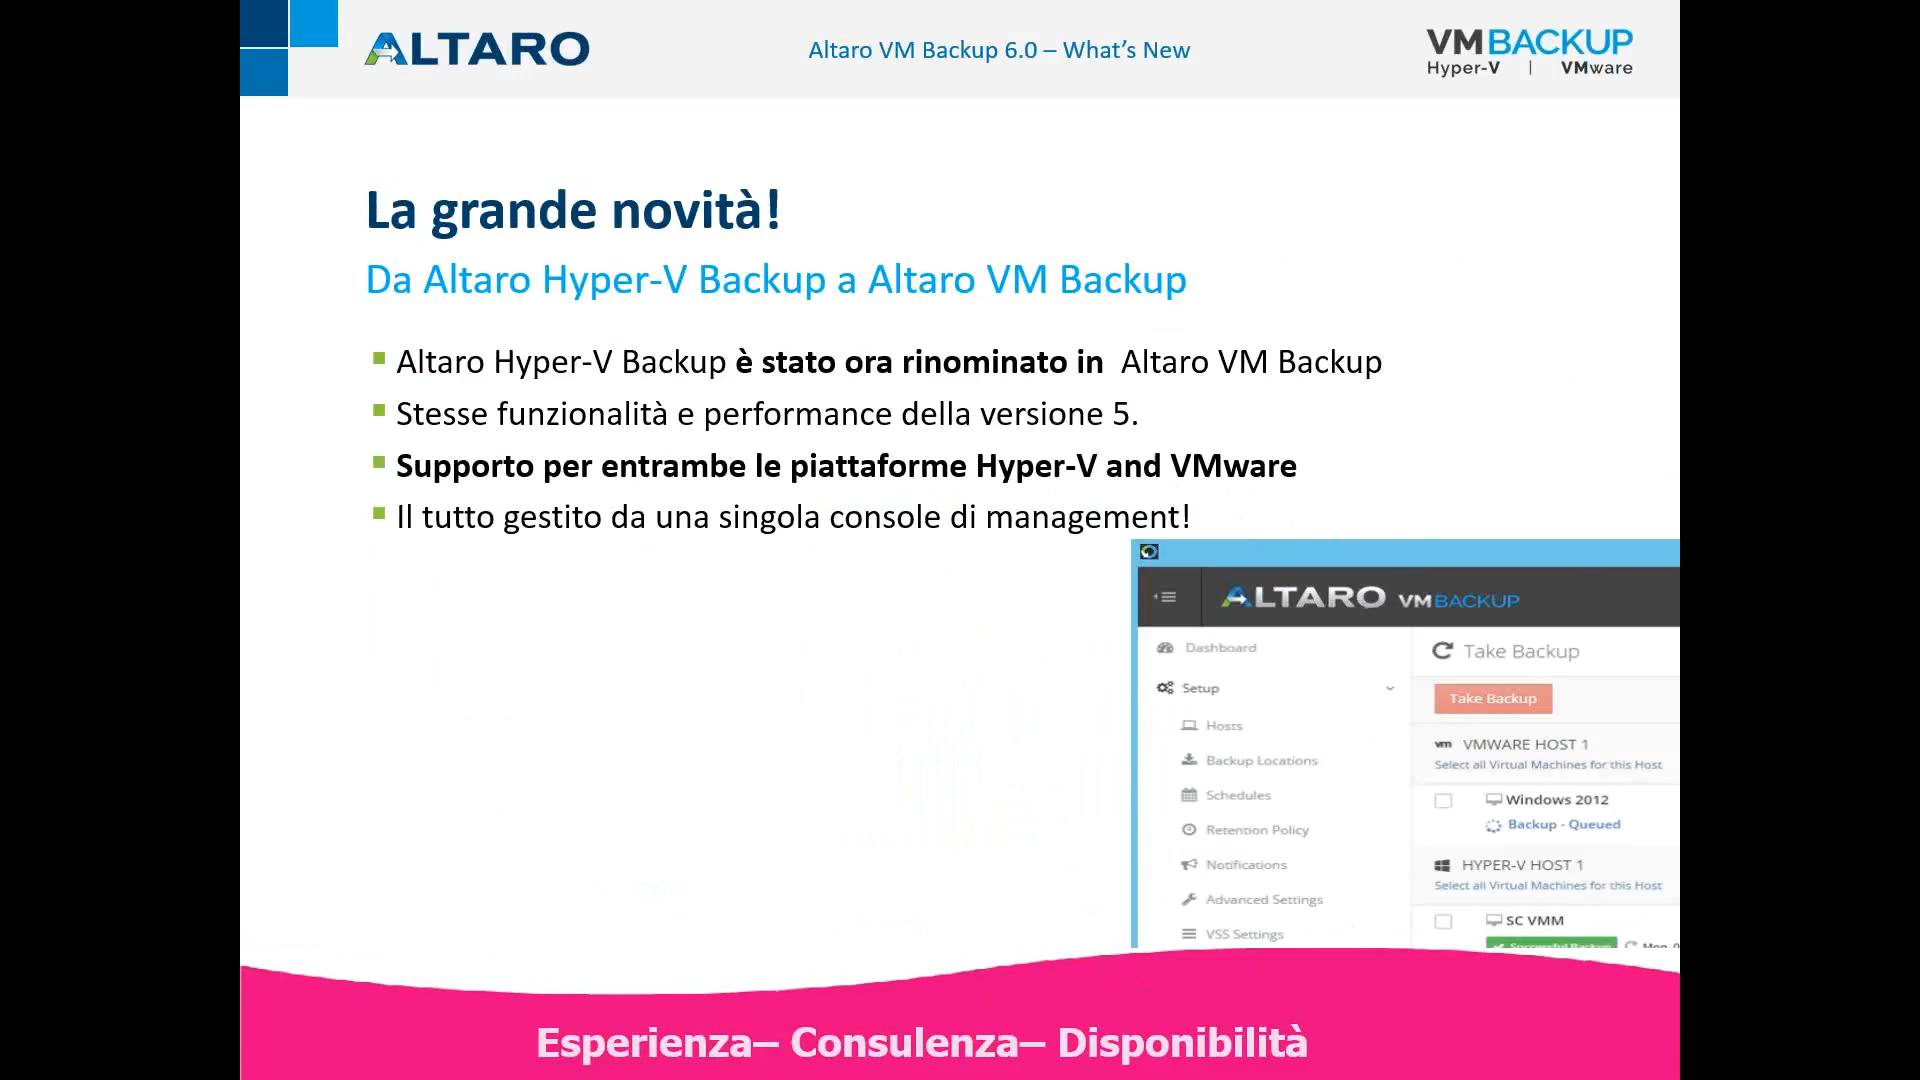 ALTARO
Altaro VM Backup 6.0 – What's New
VMBACKUP
Hyper-V | VMware
La grande novità!
Da Altaro Hyper-V Backup a Altaro VM Backup
Altaro Hyper-V Backup è stato ora rinominato in Altaro VM Backup
Stesse funzionalità e performance della versione 5.
Supporto per entrambe le piattaforme Hyper-V and VMware
Il tutto gestito da una singola console di management!
ALTARO VMBACKUP
Dashboard
Setup
Hosts
Backup Locations
Schedules
Retention Policy
Notifications
Advanced Settings
VSS Settings
Take Backup
Take Backup
vm VMWARE HOST 1
Select all Virtual Machines for this Host
Windows 2012
Backup - Queued
HYPER-V HOST 1
Select all Virtual Machines for this Host
SC VMM
Successful Backup Mon, 0
Esperienza– Consulenza– Disponibilità